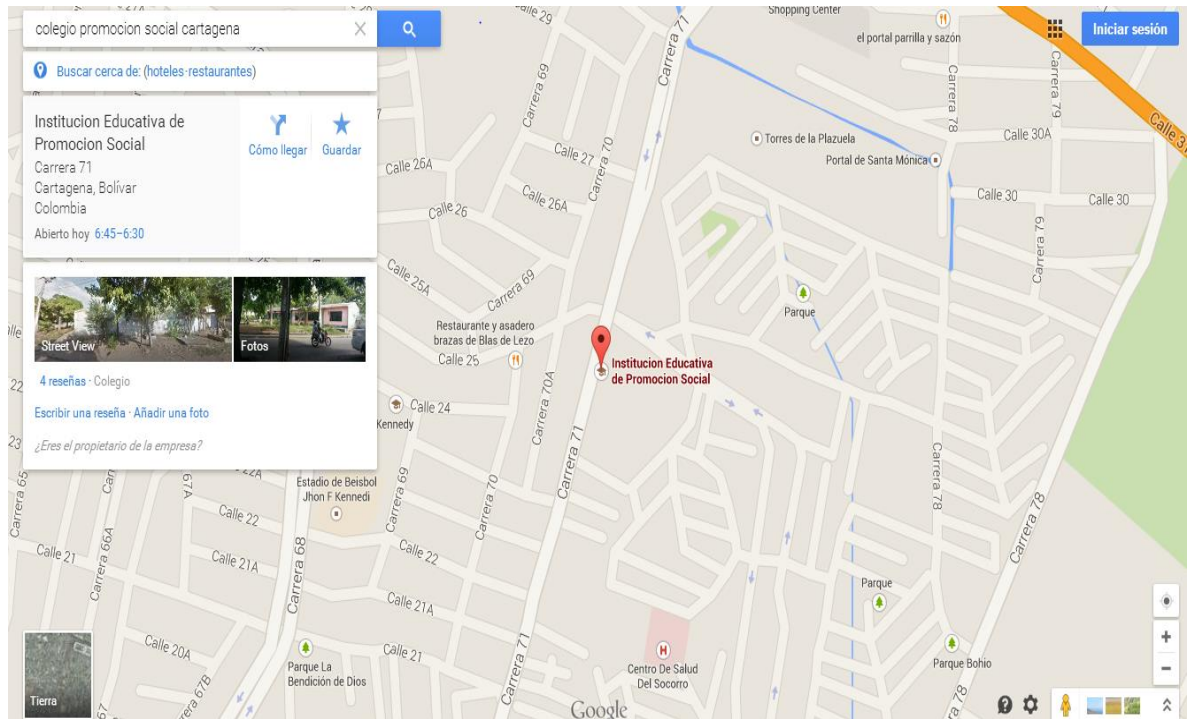 colegio promocion social cartagena
Buscar cerca de: (hoteles·restaurantes)
Institucion Educativa de
Promocion Social
Carrera 71
Cartagena, Bolívar
Colombia
Abierto hoy 6:45–6:30
Cómo llegar
Guardar
Street View
Fotos
4 reseñas · Colegio
Escribir una reseña · Añadir una foto
¿Eres el propietario de la empresa?
Iniciar sesión
Shopping Center
el portal parrilla y sazón
Carrera 71
Carrera 69
Carrera 70
Carrera 78
Carrera 79
Calle 29
Calle 30A
Torres de la Plazuela
Portal de Santa Mónica
Calle 27
Calle 26A
Calle 26A
Calle 26
Calle 30
Calle 30
Carrera 79
Calle 25A
Carrera 69
Restaurante y asadero
brazas de Blas de Lezo
Calle 25
Parque
Institucion Educativa
de Promocion Social
Carrera 70A
Calle 24
Kennedy
Carrera 71
Carrera 78
Estadio de Beisbol
Jhon F Kennedi
Carrera 69
Carrera 70
Carrera 65
Carrera 66A
67A
22A
Calle 22
Calle 22
Calle 21
Calle 21A
Carrera 68
Carrera 78
Calle 21A
Parque
Calle 20A
Calle 21
Parque La
Bendición de Dios
Carrera 71
Centro De Salud
Del Socorro
Parque Bohio
Tierra
Google